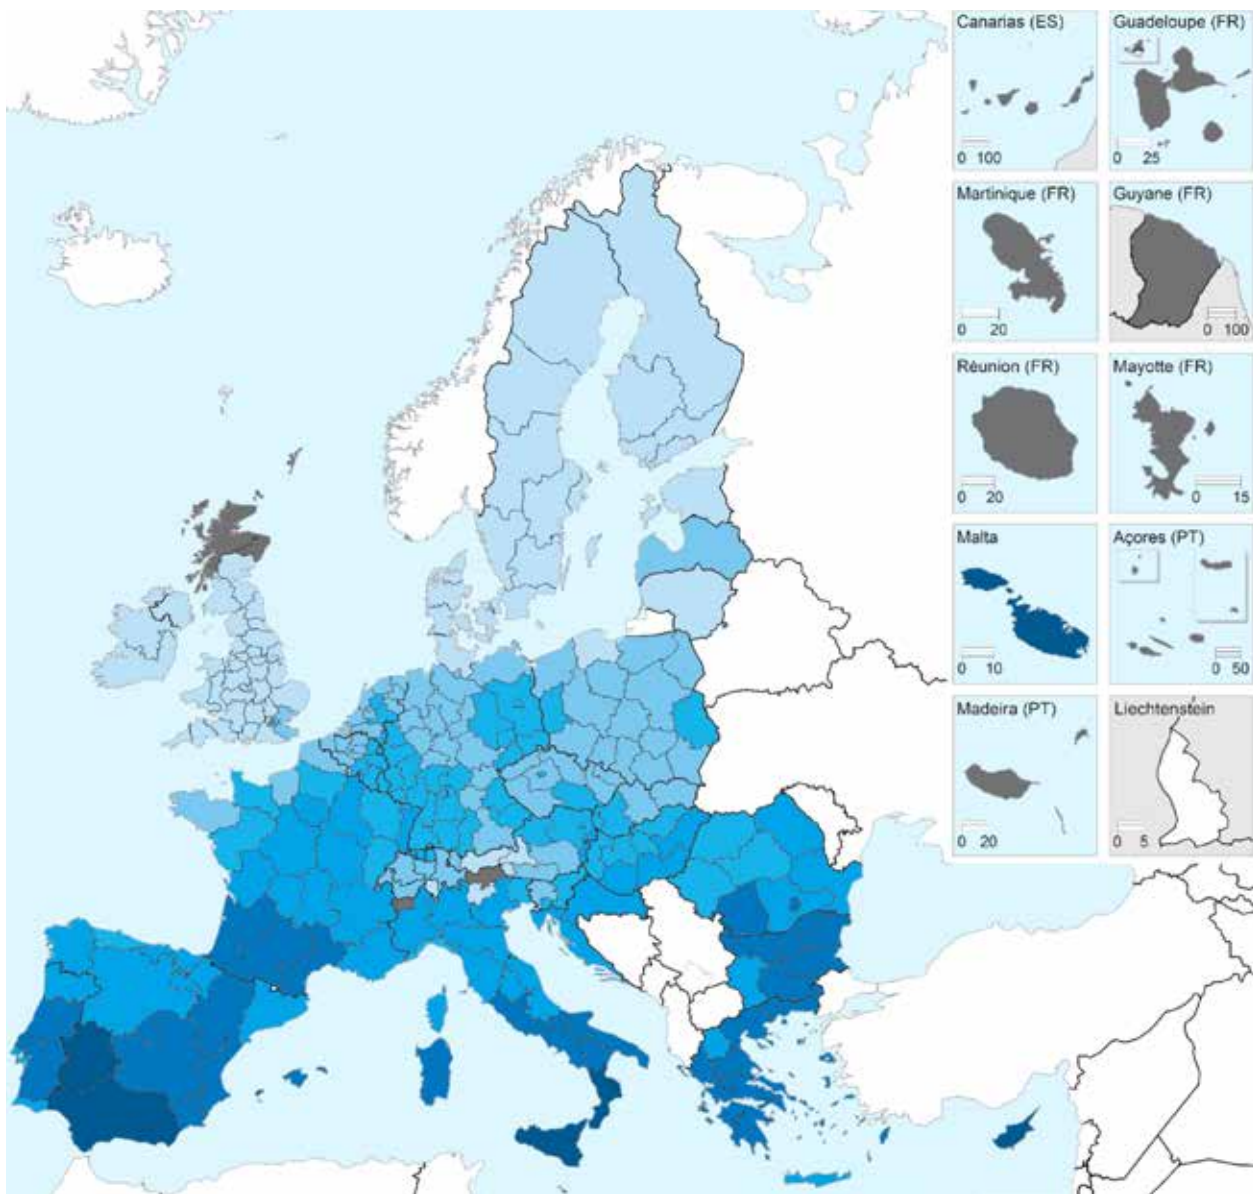 Canarias (ES)
0 100
Guadeloupe (FR)
0 25
Martinique (FR)
0 20
Guyane (FR)
0 100
Réunion (FR)
0 20
Mayotte (FR)
0 15
Malta
0 10
Açores (PT)
0 50
Madeira (PT)
0 20
Liechtenstein
0 5